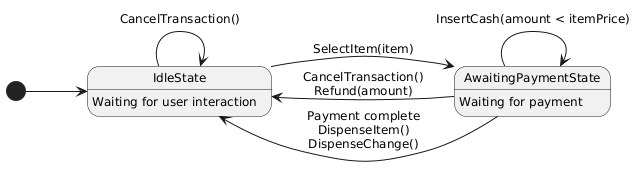 CancelTransaction()
InsertCash(amount < itemPrice)
SelectItem(item)
IdleState
Waiting for user interaction
CancelTransaction()
Refund(amount)
AwaitingPaymentState
Waiting for payment
Payment complete
DispenseItem()
DispenseChange()